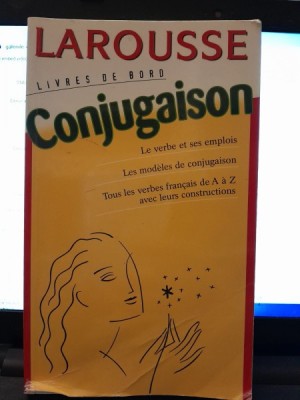 LAROUSSE
LIVRES DE BORD
Conjugaison
Le verbe et ses emplois
Les modèles de conjugaison
Tous les verbes français de A à Z
avec leurs constructions